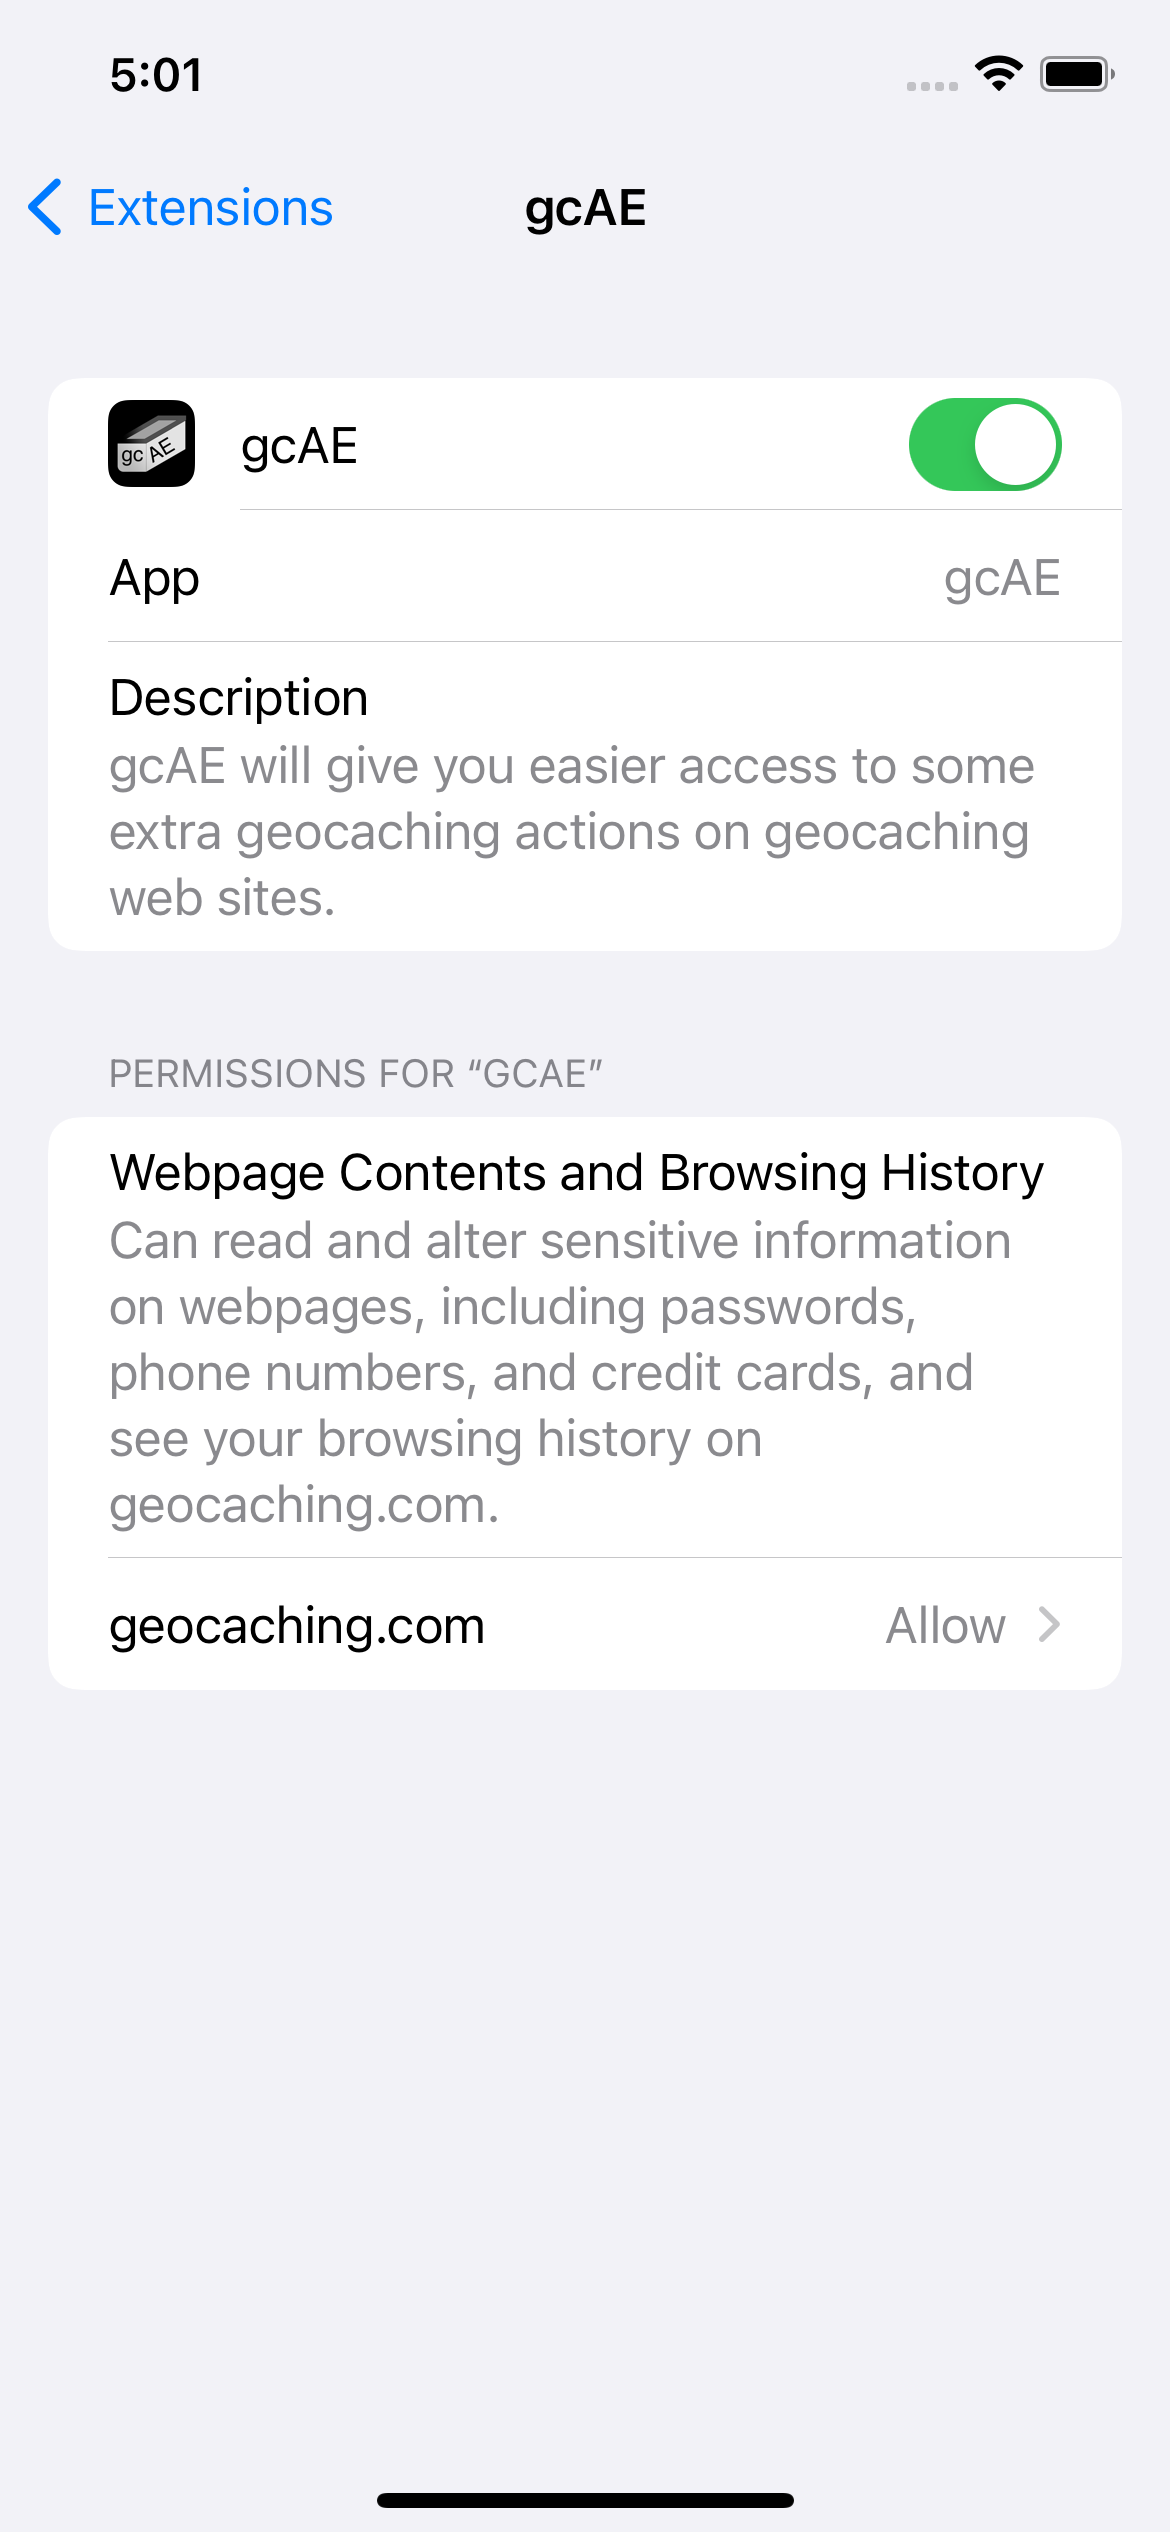 5:01
Extensions
gcAE
gc AE
gcAE
App
gcAE
Description
gcAE will give you easier access to some
extra geocaching actions on geocaching
web sites.
PERMISSIONS FOR “GCAE”
Webpage Contents and Browsing History
Can read and alter sensitive information
on webpages, including passwords,
phone numbers, and credit cards, and
see your browsing history on
geocaching.com.
geocaching.com
Allow